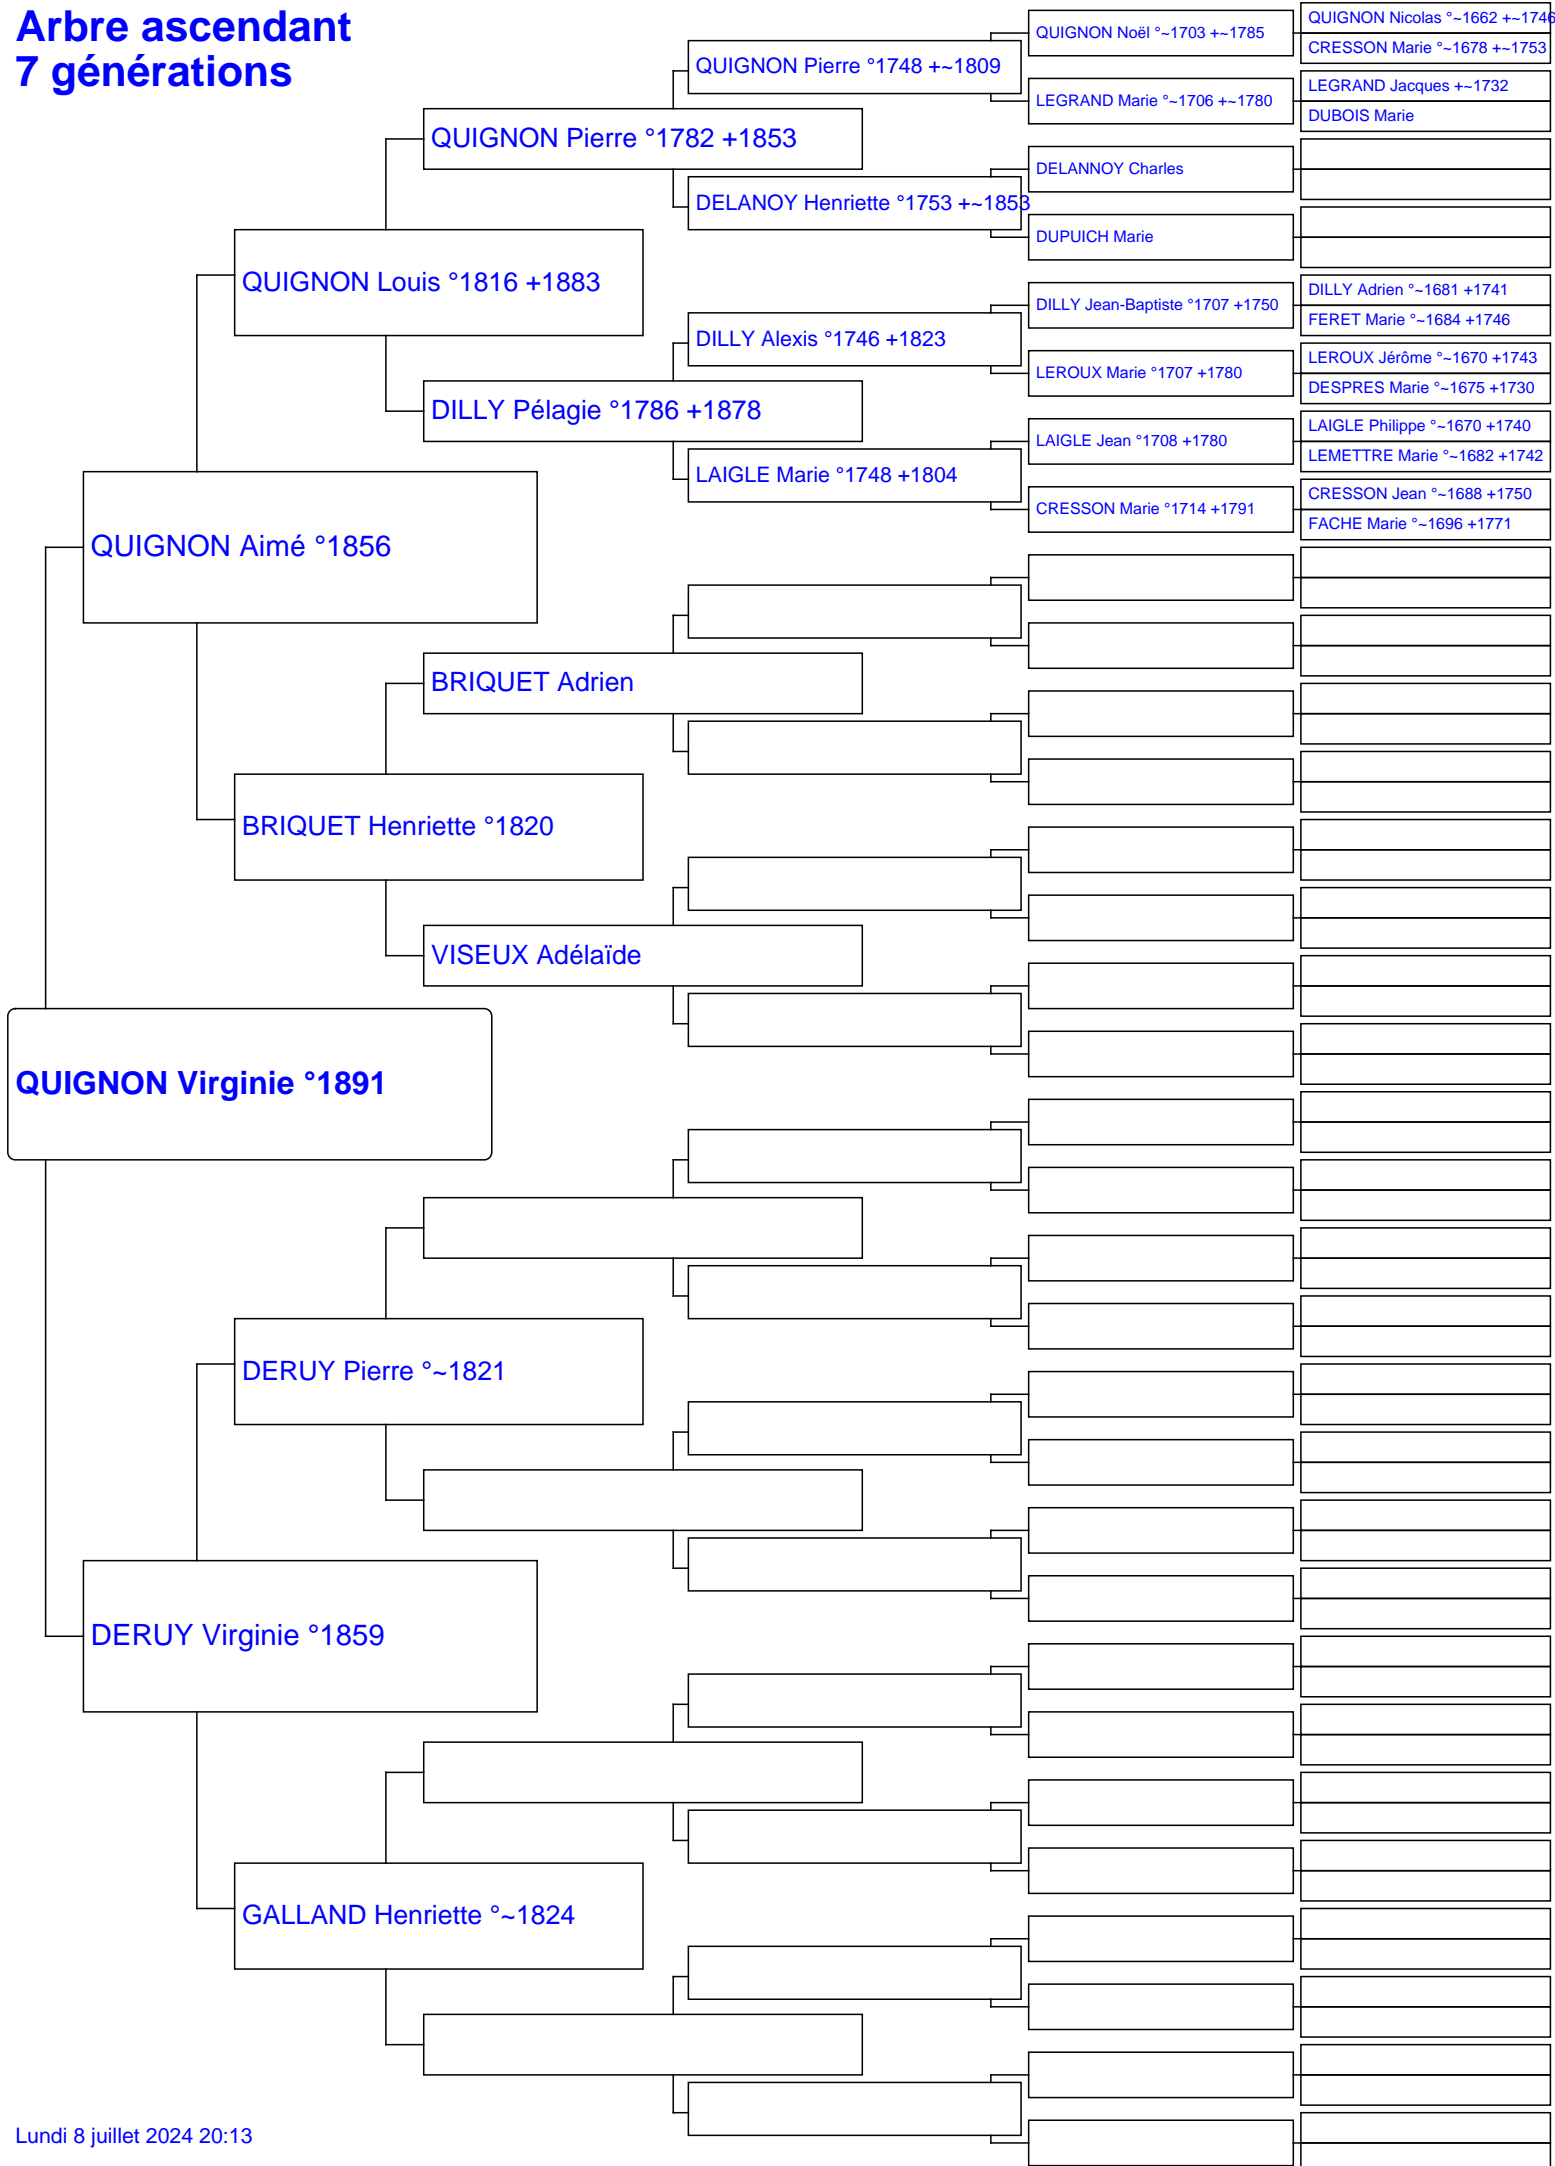 Arbre ascendant
7 générations
QUIGNON Nicolas °~1662 +~1746
QUIGNON Noël °~1703 +~1785
CRESSON Marie °~1678 +~1753
QUIGNON Pierre °1748 +~1809
LEGRAND Jacques +~1732
LEGRAND Marie °~1706 +~1780
DUBOIS Marie
QUIGNON Pierre °1782 +1853
DELANNOY Charles
DELANOY Henriette °1753 +~1853
DUPUICH Marie
QUIGNON Louis °1816 +1883
DILLY Adrien °~1681 +1741
DILLY Jean-Baptiste °1707 +1750
FERET Marie °~1684 +1746
DILLY Alexis °1746 +1823
LEROUX Jérôme °~1670 +1743
LEROUX Marie °1707 +1780
DESPRES Marie °~1675 +1730
DILLY Pélagie °1786 +1878
LAIGLE Philippe °~1670 +1740
LAIGLE Jean °1708 +1780
LEMETTRE Marie °~1682 +1742
LAIGLE Marie °1748 +1804
CRESSON Jean °~1688 +1750
CRESSON Marie °1714 +1791
FACHE Marie °~1696 +1771
QUIGNON Aimé °1856
BRIQUET Adrien
BRIQUET Henriette °1820
VISEUX Adélaïde
QUIGNON Virginie °1891
DERUY Pierre °~1821
DERUY Virginie °1859
GALLAND Henriette °~1824
Lundi 8 juillet 2024 20:13